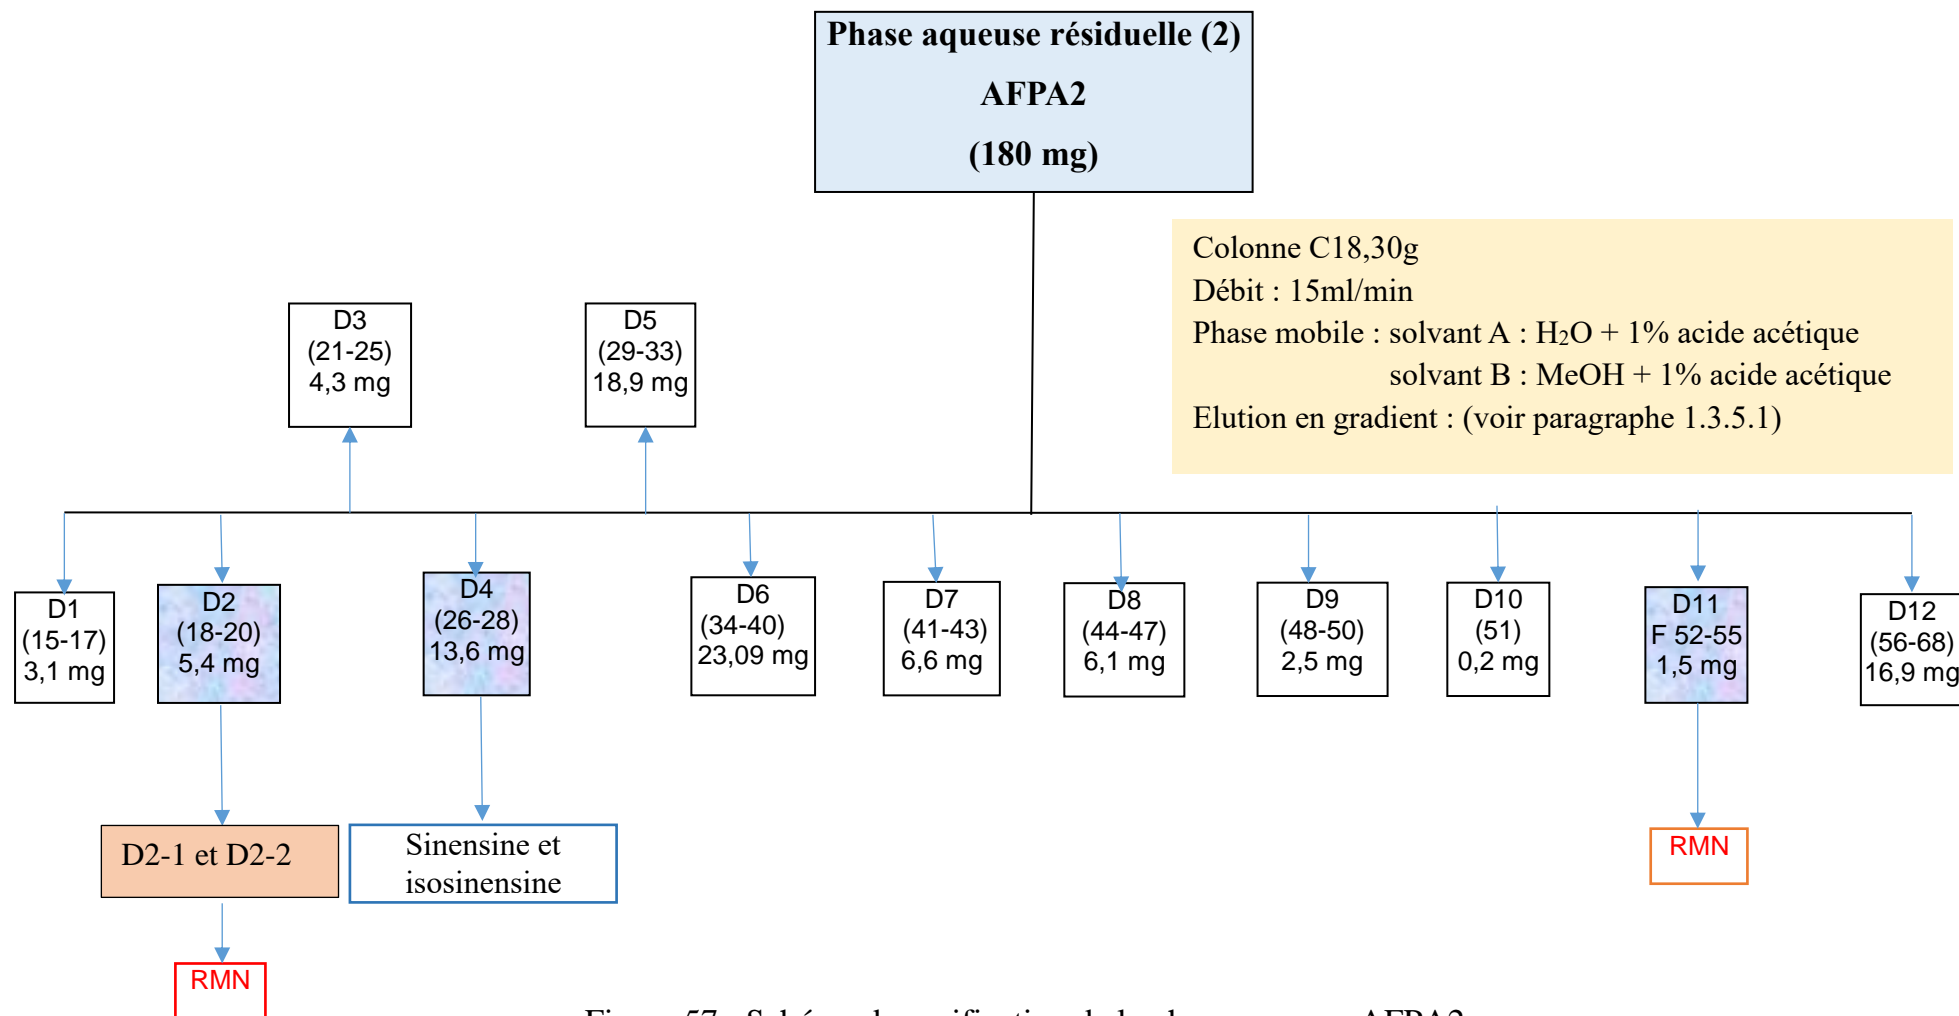 Phase aqueuse résiduelle (2)
AFPA2
(180 mg)
Colonne C18,30g
Débit : 15ml/min
Phase mobile : solvant A : H₂O + 1% acide acétique
solvant B : MeOH + 1% acide acétique
Elution en gradient : (voir paragraphe 1.3.5.1)
D3
(21-25)
4,3 mg
D5
(29-33)
18,9 mg
D1
(15-17)
3,1 mg
D2
(18-20)
5,4 mg
D4
(26-28)
13,6 mg
D6
(34-40)
23,09 mg
D7
(41-43)
6,6 mg
D8
(44-47)
6,1 mg
D9
(48-50)
2,5 mg
D10
(51)
0,2 mg
D11
F 52-55
1,5 mg
D12
(56-68)
16,9 mg
D2-1 et D2-2
Sinensine et
isosinensine
RMN
RMN